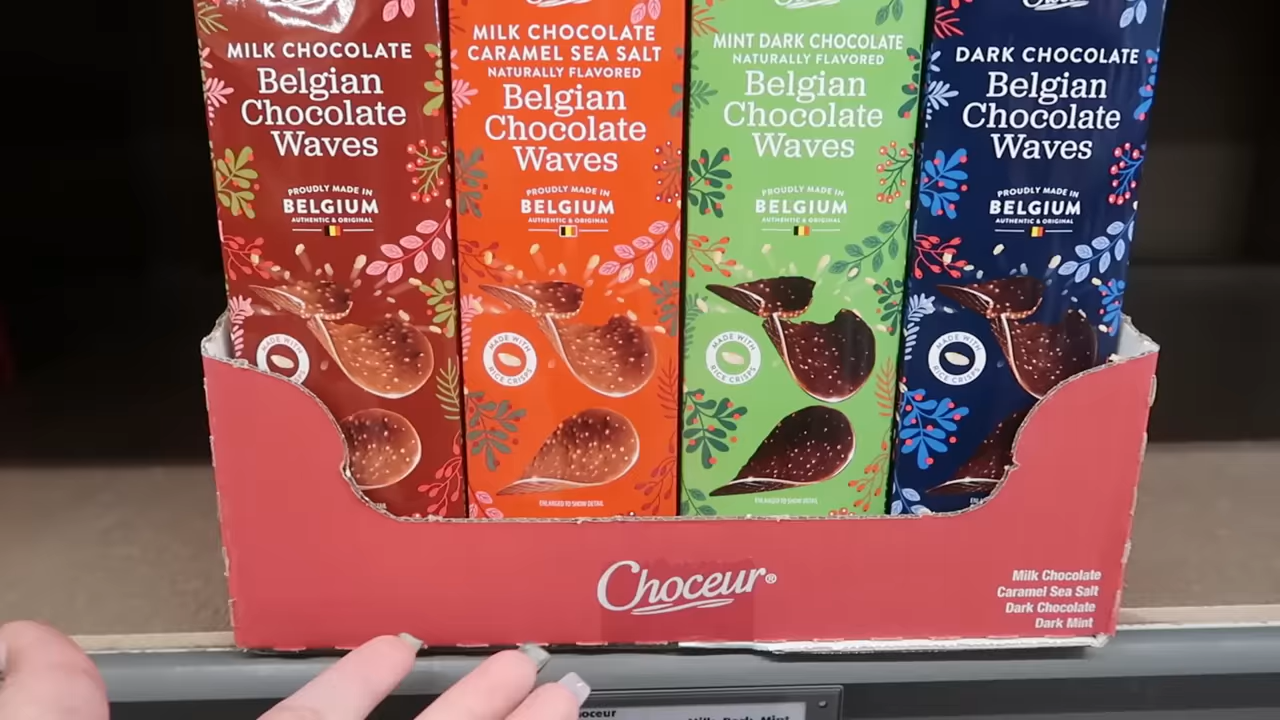 MILK CHOCOLATE
Belgian
Chocolate
Waves
PROUDLY MADE IN
BELGIUM
AUTHENTIC & ORIGINAL
MADE WITH
RICE CRISPS
MILK CHOCOLATE
CARAMEL SEA SALT
NATURALLY FLAVORED
Belgian
Chocolate
Waves
PROUDLY MADE IN
BELGIUM
AUTHENTIC & ORIGINAL
MADE WITH
RICE CRISPS
ENLARGED TO SHOW DETAIL
MINT DARK CHOCOLATE
NATURALLY FLAVORED
Belgian
Chocolate
Waves
PROUDLY MADE IN
BELGIUM
AUTHENTIC & ORIGINAL
MADE WITH
RICE CRISPS
ENLARGED TO SHOW DETAIL
DARK CHOCOLATE
Belgian
Chocolate
Waves
PROUDLY MADE IN
BELGIUM
AUTHENTIC & ORIGINAL
MADE WITH
RICE CRISPS
Choceur®
Milk Chocolate
Caramel Sea Salt
Dark Chocolate
Dark Mint